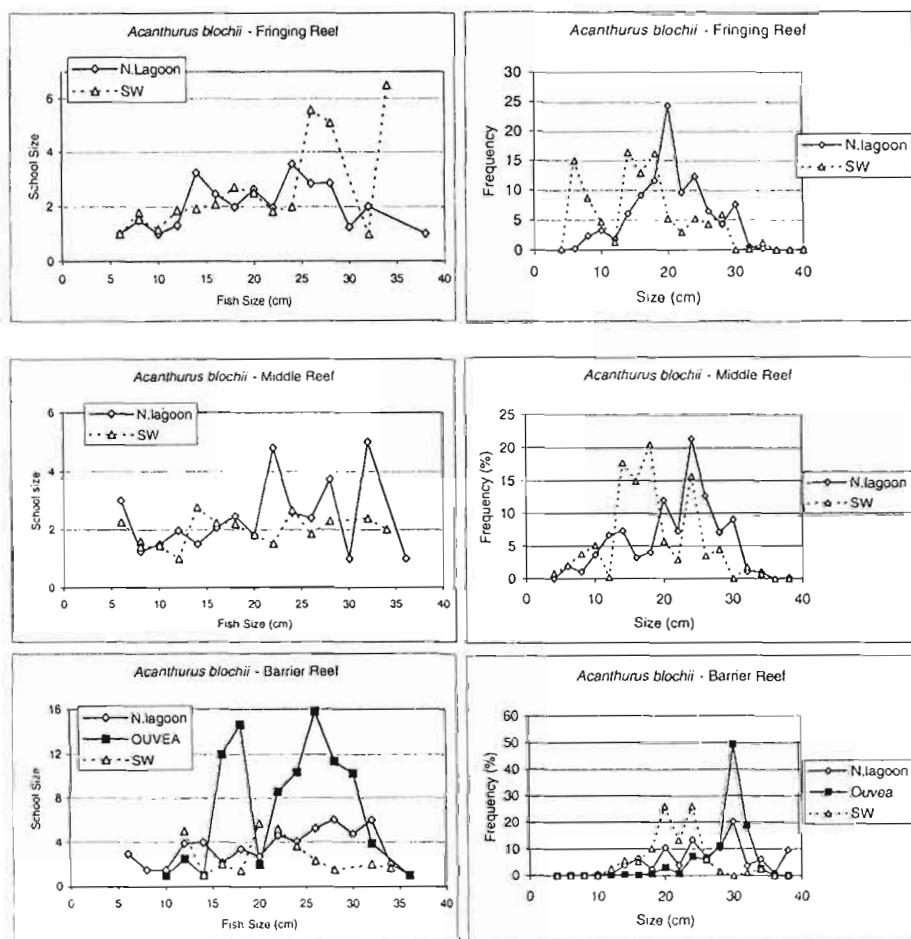 Acanthurus blochii - Fringing Reef
N.Lagoon
SW
School Size
6
4
2
0
0 5 10 15 20 25 30 35 40
Fish Size (cm)
Acanthurus blochii - Fringing Reef
Frequency
30
25
20
15
10
5
0
0 10 20 30 40
Size (cm)
N.lagoon
SW
Acanthurus blochii - Middle Reef
N.lagoon
SW
School size
6
4
2
0
0 5 10 15 20 25 30 35 40
Fish Size (cm)
Acanthurus blochii - Middle Reef
Frequency (%)
25
20
15
10
5
0
0 10 20 30 40
Size (cm)
N.lagoon
SW
Acanthurus blochii - Barrier Reef
N.lagoon
OUVEA
SW
School Size
16
12
8
4
0
0 5 10 15 20 25 30 35 40
Fish Size (cm)
Acanthurus blochii - Barrier Reef
Frequency (%)
60
50
40
30
20
10
0
0 10 20 30 40
Size (cm)
N.lagoon
Ouvea
SW